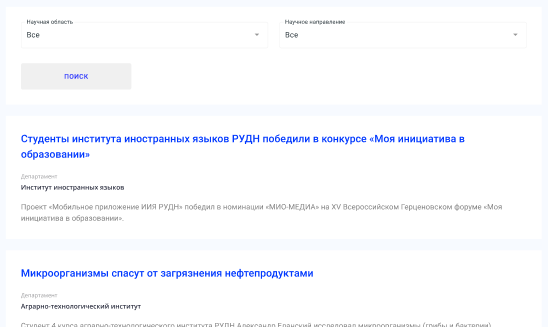 Научная область
Научное направление
Все
Все
ПОИСК
Студенты института иностранных языков РУДН победили в конкурсе «Моя инициатива в
образовании»
Департамент
Институт иностранных языков
Проект «Мобильное приложение ИИЯ РУДН» победил в номинации «МИО-МЕДИА» на XV Всероссийском Герценовском форуме «Моя
инициатива в образовании».
Микроорганизмы спасут от загрязнения нефтепродуктами
Департамент
Аграрно-технологический институт
Студент 4 курса аграрно-технологического института РУДН Александр исследовал микроорганизмы (грибы и бактерии),